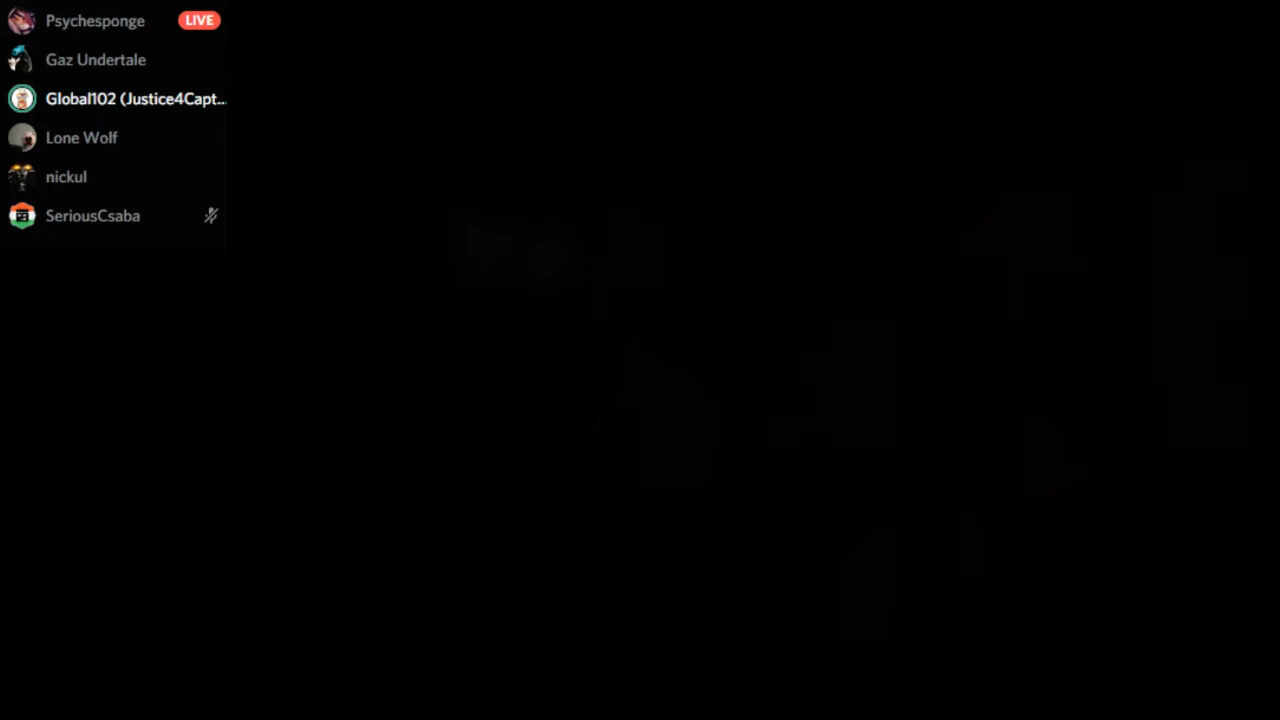 Psychesponge LIVE
Gaz Undertale
Global102 (Justice4Capt...
Lone Wolf
nickul
SeriousCsaba